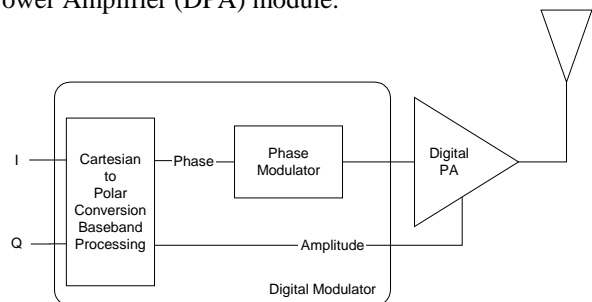 ower Amplifier (DPA) module.
I
Q
Cartesian
to
Polar
Conversion
Baseband
Processing
Phase
Phase
Modulator
Amplitude
Digital Modulator
Digital
PA